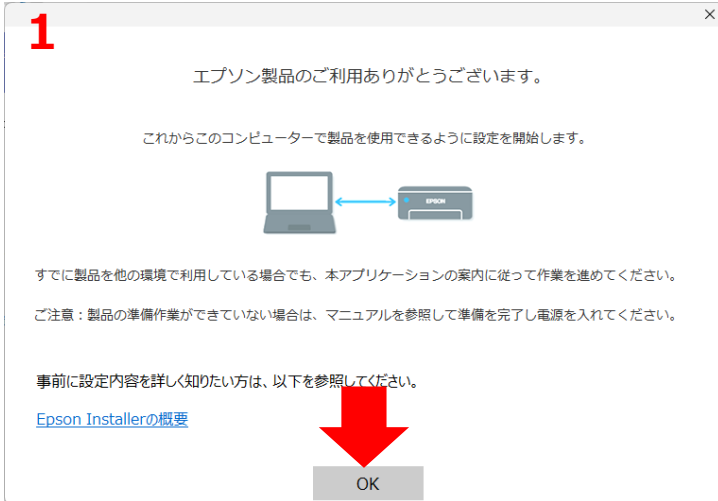 1
エプソン製品のご利用ありがとうございます。
これからこのコンピューターで製品を使用できるように設定を開始します。
EPSON
すでに製品を他の環境で利用している場合でも、本アプリケーションの案内に従って作業を進めてください。
ご注意：製品の準備作業ができていない場合は、マニュアルを参照して準備を完了し電源を入れてください。
事前に設定内容を詳しく知りたい方は、以下を参照してください。
Epson Installerの概要
OK